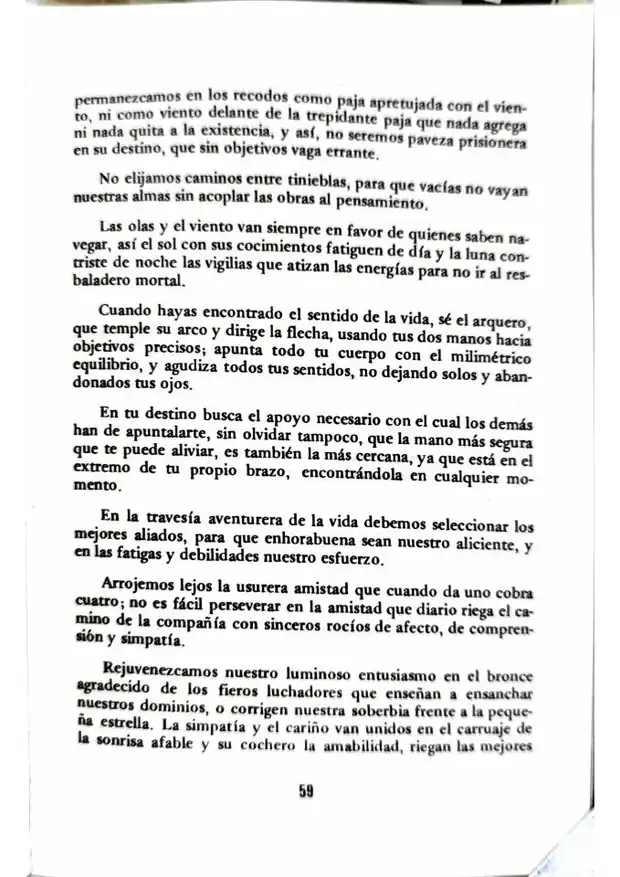 permanezcamos en los recodos como paja apretujada con el vien-
to, ni como viento delante de la trepidante paja que nada agrega
ni nada quita a la existencia, y así, no seremos paveza prisionera
en su destino, que sin objetivos vaga errante.
No elijamos caminos entre tinieblas, para que vacías no vayan
nuestras almas sin acoplar las obras al pensamiento.
Las olas y el viento van siempre en favor de quienes saben na-
vegar, así el sol con sus cocimientos fatiguen de día y la luna con-
triste de noche las vigilias que atizan las energías para no ir al res-
baladero mortal.
Cuando hayas encontrado el sentido de la vida, sé el arquero,
que temple su arco y dirige la flecha, usando tus dos manos hacia
objetivos precisos; apunta todo tu cuerpo con el milimétrico
equilibrio, y agudiza todos tus sentidos, no dejando solos y aban-
donados tus ojos.
En tu destino busca el apoyo necesario con el cual los demás
han de apuntalarte, sin olvidar tampoco, que la mano más segura
que te puede aliviar, es también la más cercana, ya que está en el
extremo de tu propio brazo, encontrándola en cualquier mo-
mento.
En la travesía aventurera de la vida debemos seleccionar los
mejores aliados, para que enhorabuena sean nuestro aliciente, y
en las fatigas y debilidades nuestro esfuerzo.
Arrojemos lejos la usurera amistad que cuando da uno cobra
cuatro; no es fácil perseverar en la amistad que diario riega el ca-
mino de la compañía con sinceros rocíos de afecto, de compren-
sión y simpatía.
Rejuvenezcamos nuestro luminoso entusiasmo en el bronce
agradecido de los fieros luchadores que enseñan a ensanchar
nuestros dominios, o corrigen nuestra soberbia frente a la peque-
ña estrella. La simpatía y el cariño van unidos en el carruaje de
la sonrisa afable y su cochero la amabilidad, riegan las mejores
59